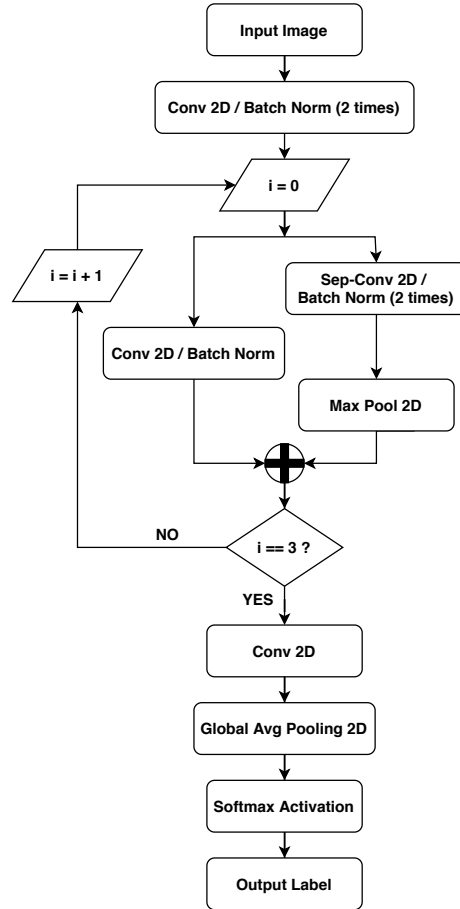 Input Image
Conv 2D / Batch Norm (2 times)
i = 0
i = i + 1
Sep-Conv 2D /
Batch Norm (2 times)
Conv 2D / Batch Norm
Max Pool 2D
NO
i == 3 ?
YES
Conv 2D
Global Avg Pooling 2D
Softmax Activation
Output Label